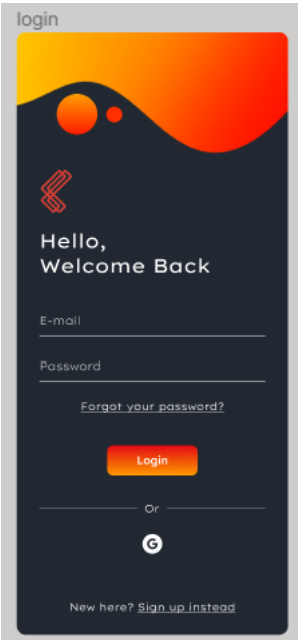 login
Hello,
Welcome Back
E-mail
Password
Forgot your password?
Login
Or
G
New here? Sign up instead